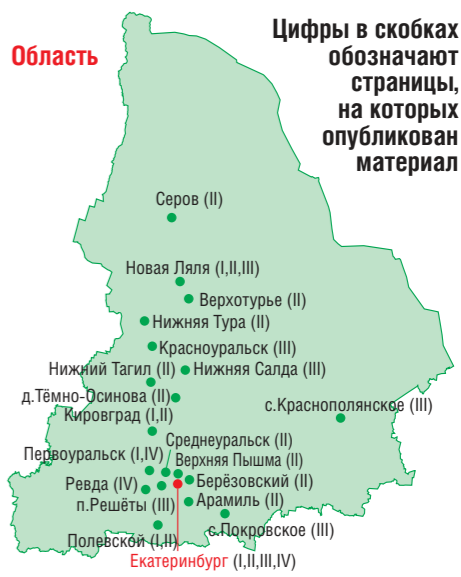 Область
Цифры в скобках
обозначают
страницы,
на которых
опубликован
материал
Серов (II)
Новая Ляля (I,II,III)
Верхотурье (II)
Нижняя Тура (II)
Красноуральск (III)
Нижний Тагил (II)
Нижняя Салда (III)
д.Тёмно-Осинова (II)
с.Краснополянское (III)
Кировград (I,II)
Среднеуральск (II)
Первоуральск (I,IV)
Верхняя Пышма (II)
Ревда (IV)
Берёзовский (II)
п.Решёты (III)
Арамиль (II)
с.Покровское (III)
Полевской (I,II)
Екатеринбург (I,II,III,IV)